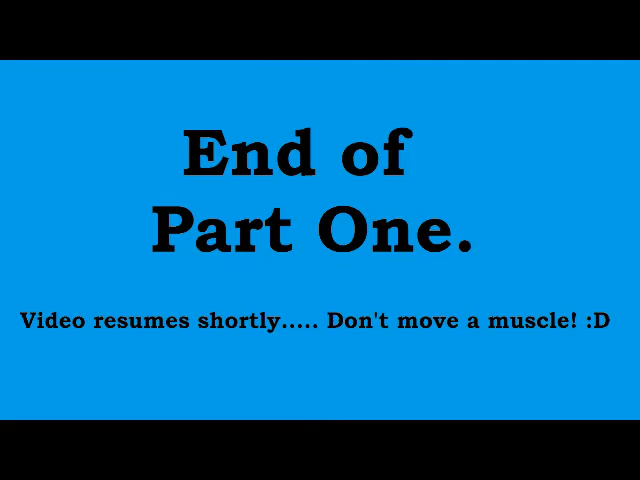 End of
Part One.
Video resumes shortly..... Don't move a muscle! :D